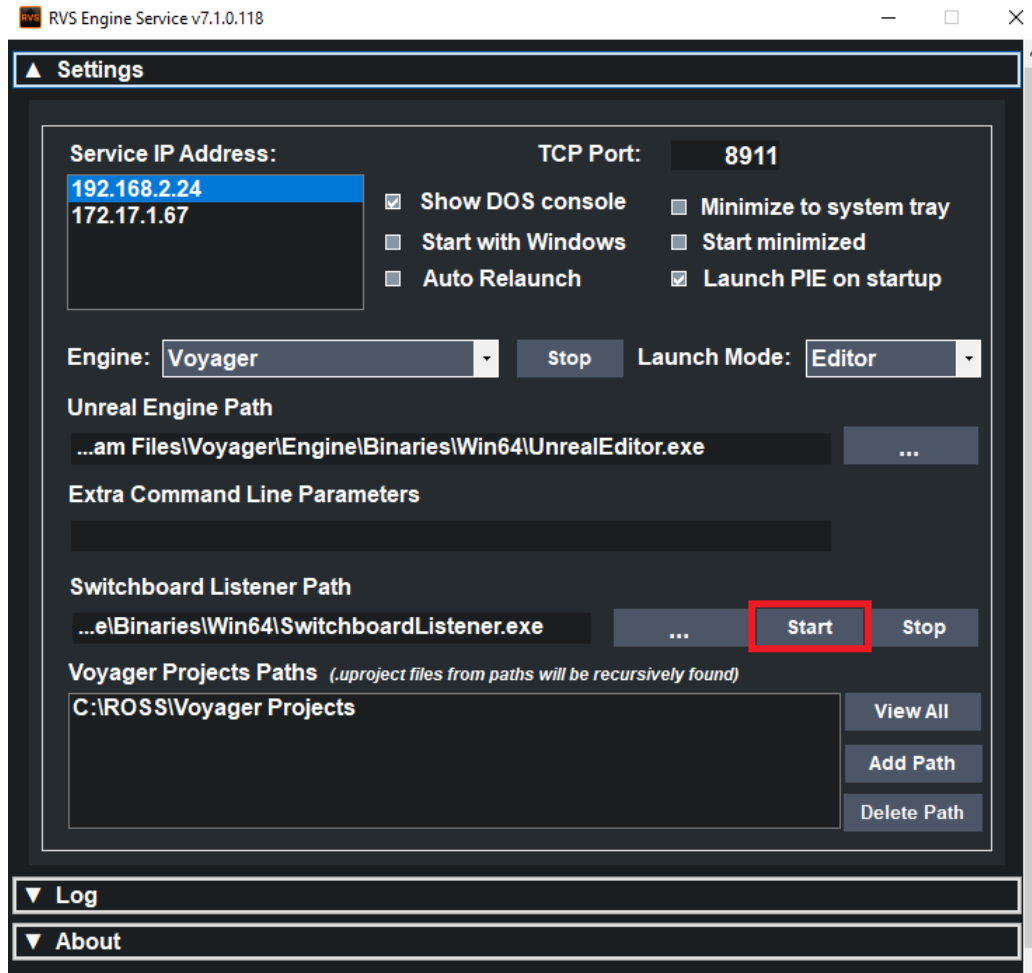 RVS RVS Engine Service v7.1.0.118
▲ Settings
Service IP Address:
TCP Port: 8911
192.168.2.24
172.17.1.67
Show DOS console
Minimize to system tray
Start with Windows
Start minimized
Auto Relaunch
Launch PIE on startup
Engine: Voyager Stop Launch Mode: Editor
Unreal Engine Path
...am Files\Voyager\Engine\Binaries\Win64\UnrealEditor.exe ...
Extra Command Line Parameters
Switchboard Listener Path
...e\Binaries\Win64\SwitchboardListener.exe ... Start Stop
Voyager Projects Paths (.uproject files from paths will be recursively found)
C:\ROSS\Voyager Projects
View All
Add Path
Delete Path
▼ Log
▼ About